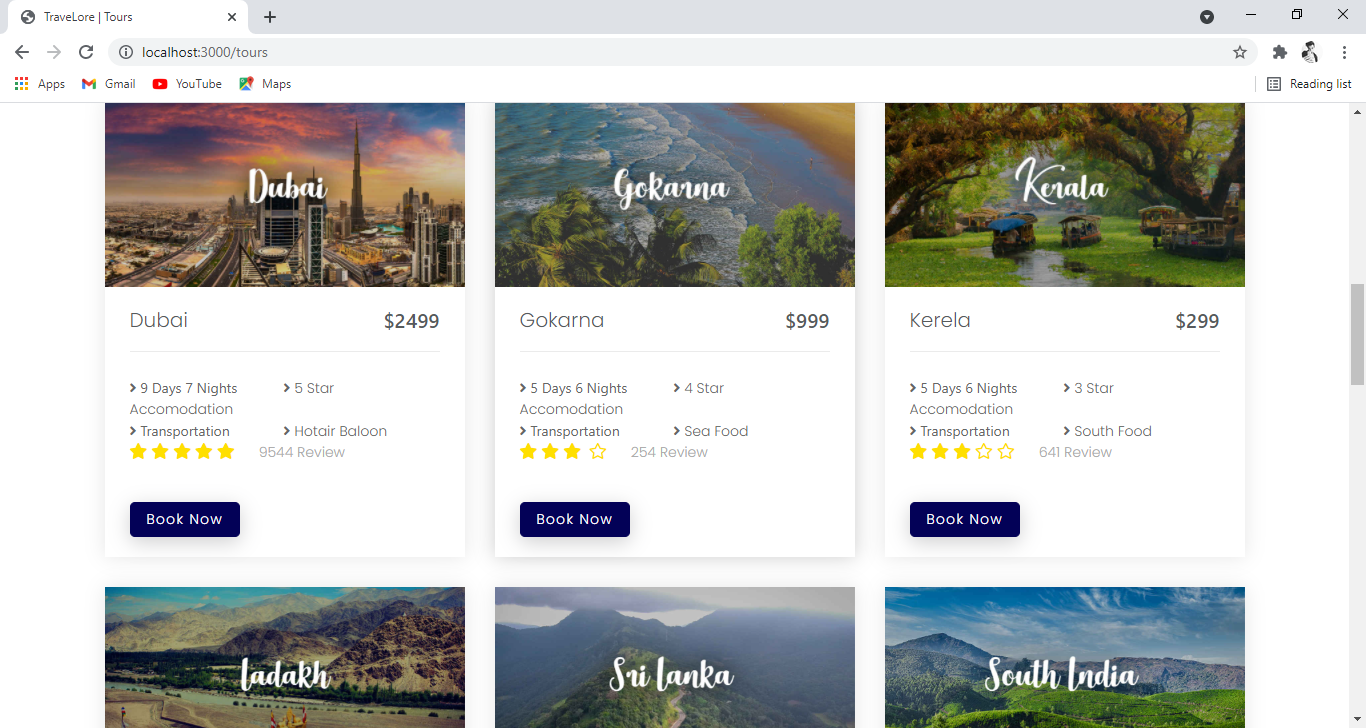 TraveLore | Tours
localhost:3000/tours
Apps Gmail YouTube Maps Reading list
Dubai Gokarna Kerala
Dubai $2499
9 Days 7 Nights 5 Star
Accomodation
Transportation Hotair Baloon
9544 Review
Book Now
Gokarna $999
5 Days 6 Nights 4 Star
Accomodation
Transportation Sea Food
254 Review
Book Now
Kerela $299
5 Days 6 Nights 3 Star
Accomodation
Transportation South Food
641 Review
Book Now
Ladakh Sri Lanka South India